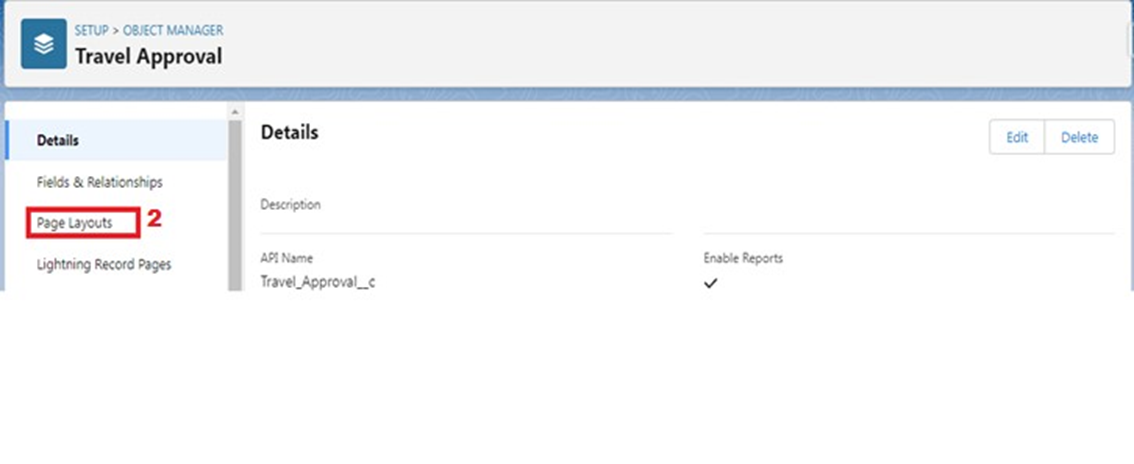 SETUP > OBJECT MANAGER
Travel Approval
Details
Fields & Relationships
Page Layouts 2
Lightning Record Pages
Details
Edit Delete
Description
API Name
Travel_Approval__c
Enable Reports